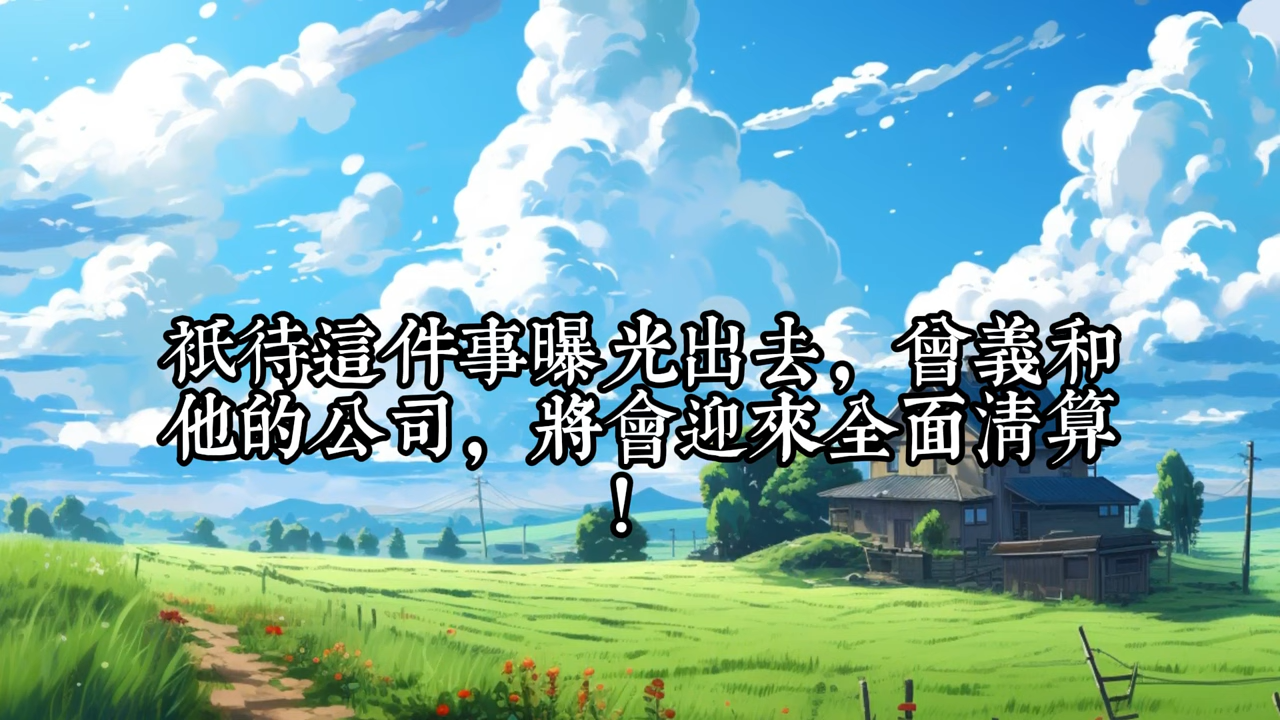 衹待這件事曝光出去，曾義和
他的公司，將會迎來全面清算
！